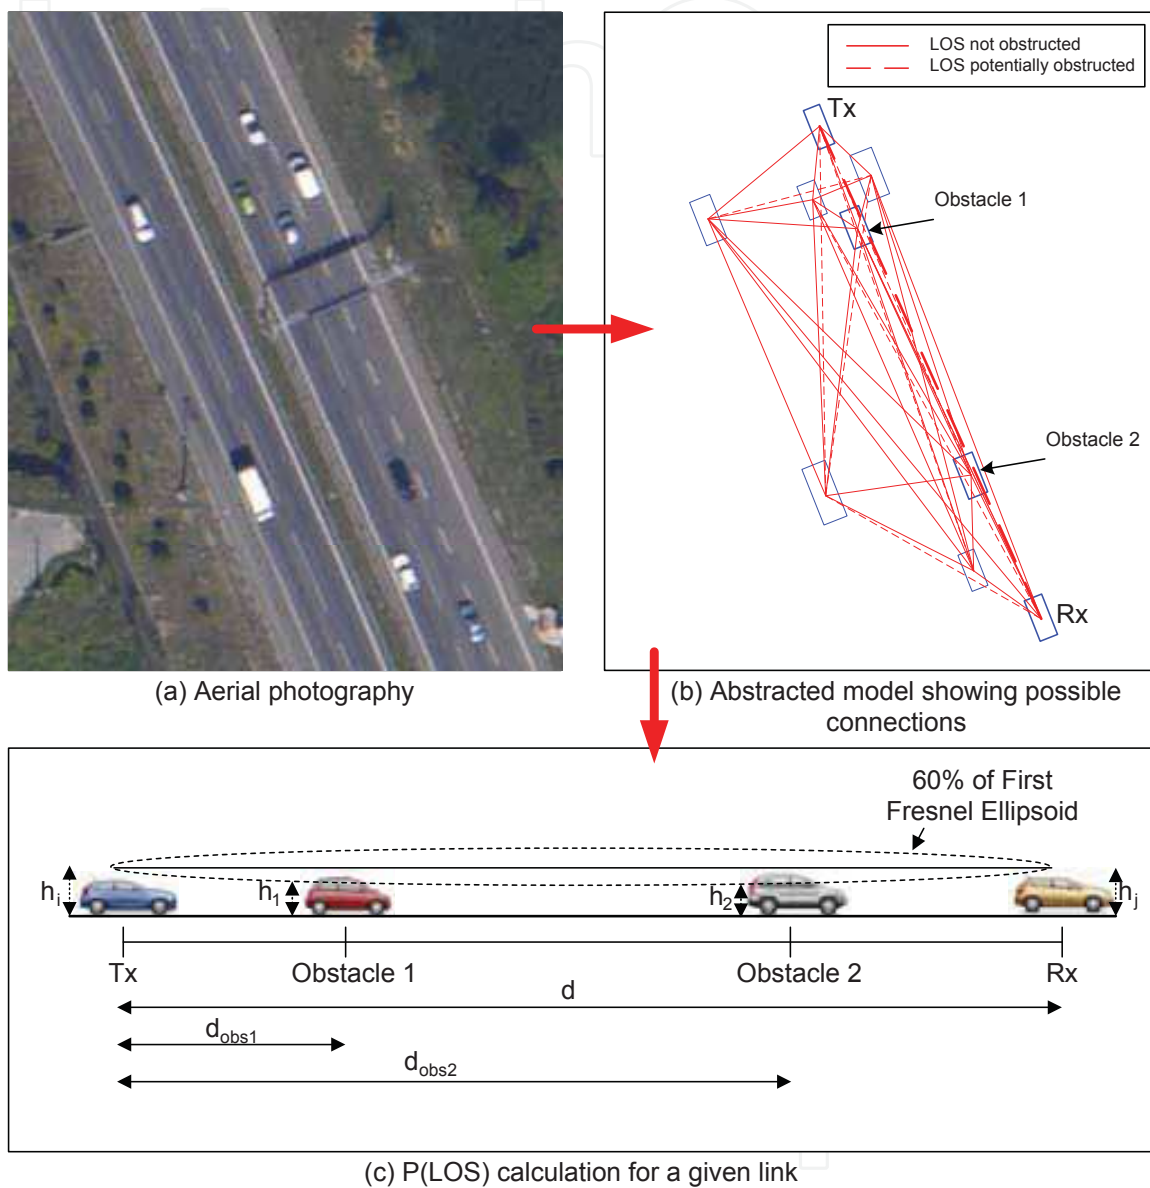 LOS not obstructed
LOS potentially obstructed
Tx
Obstacle 1
Obstacle 2
Rx
(a) Aerial photography
(b) Abstracted model showing possible
connections
60% of First
Fresnel Ellipsoid
hi
h1
h2
hj
Tx
Obstacle 1
Obstacle 2
Rx
d
dobs1
dobs2
(c) P(LOS) calculation for a given link